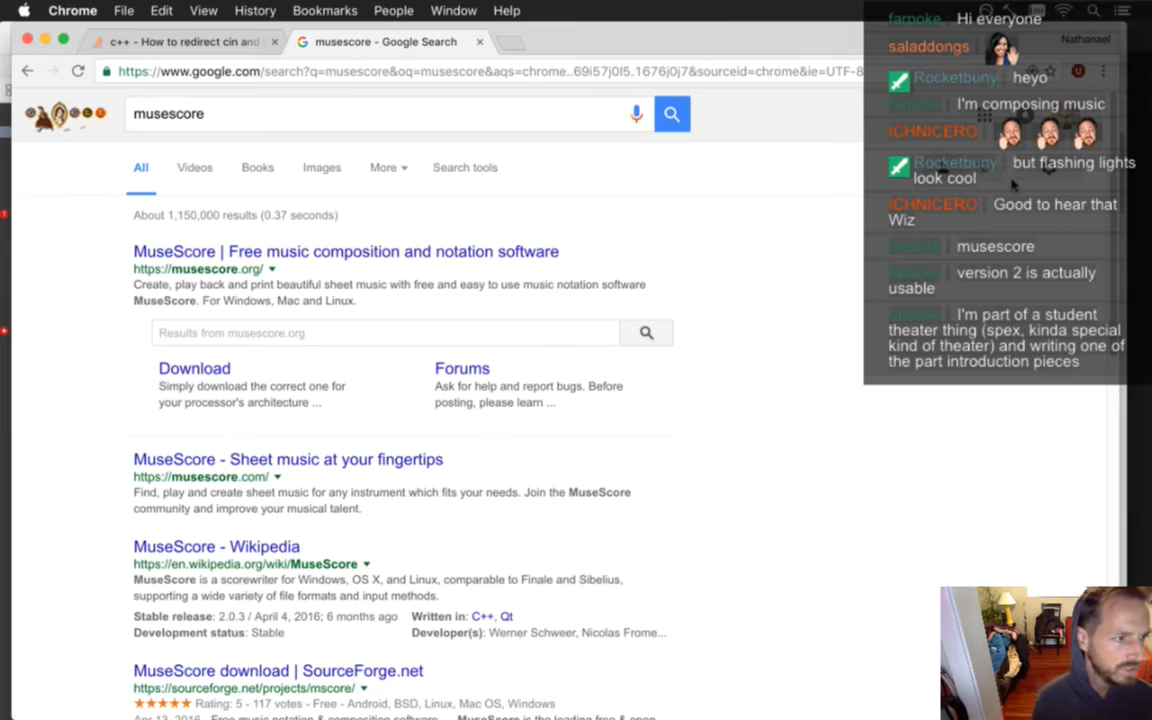 Chrome File Edit View History Bookmarks People Window Help
c++ - How to redirect cin and
musescore - Google Search
Nathanael
https://www.google.com/search?q=musescore&oq=musescore&aqs=chrome..69i57j0l5.1676j0j7&sourceid=chrome&ie=UTF-8
musescore
All Videos Books Images More Search tools
About 1,150,000 results (0.37 seconds)
MuseScore | Free music composition and notation software
https://musescore.org/
Create, play back and print beautiful sheet music with free and easy to use music notation software
MuseScore. For Windows, Mac and Linux.
Results from musescore.org
Download
Simply download the correct one for
your processor's architecture ...
Forums
Ask for help and report bugs. Before
posting, please learn ...
MuseScore - Sheet music at your fingertips
https://musescore.com/
Find, play and create sheet music for any instrument which fits your needs. Join the MuseScore
community and improve your musical talent.
MuseScore - Wikipedia
https://en.wikipedia.org/wiki/MuseScore
MuseScore is a scorewriter for Windows, OS X, and Linux, comparable to Finale and Sibelius,
supporting a wide variety of file formats and input methods.
Stable release: 2.0.3 / April 4, 2016; 6 months ago
Written in: C++, Qt
Development status: Stable
Developer(s): Werner Schweer, Nicolas Frome...
MuseScore download | SourceForge.net
https://sourceforge.net/projects/mscore/
Rating: 5 - 117 votes - Free - Android, BSD, Linux, Mac OS, Windows
Apr 13, 2016 - Free music notation & composition software
farpoke Hi everyone
saladdongs
Rocketbuny heyo
farpoke I'm composing music
iCHNICERO
Rocketbuny but flashing lights
look cool
iCHNICERO Good to hear that
Wiz
farpoke musescore
farpoke version 2 is actually
usable
farpoke I'm part of a student
theater thing (spex, kinda special
kind of theater) and writing one of
the part introduction pieces